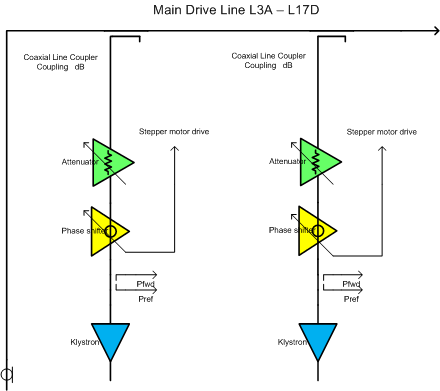 Main Drive Line L3A – L17D
Coaxial Line Coupler
Coupling dB
Coaxial Line Coupler
Coupling dB
Stepper motor drive
Stepper motor drive
Attenuator
Attenuator
Phase shifter
Phase shifter
Pfwd
Pref
Pfwd
Pref
Klystron
Klystron